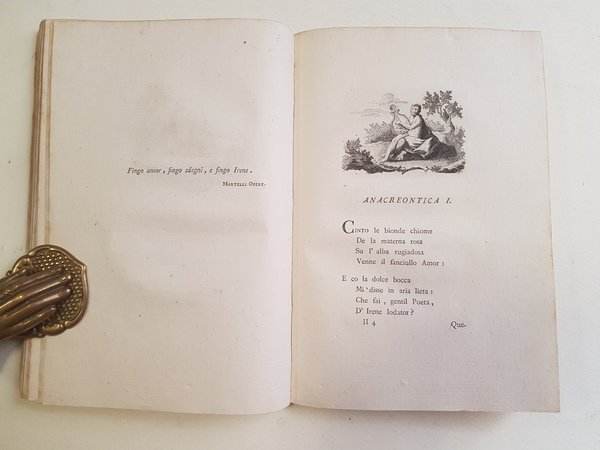 Fingo amor, fingo sdegni, e fingo Irene.
Martelli Opere.
ANACREONTICA I.
Cinto le bionde chiome
De la materna rosa
Su l' alba rugiadosa
Venne il fanciullo Amor:
E co la dolce bocca
Mi disse in aria lieta:
Che fai, gentil Poeta,
D' Irene lodator?
H 4
Que-